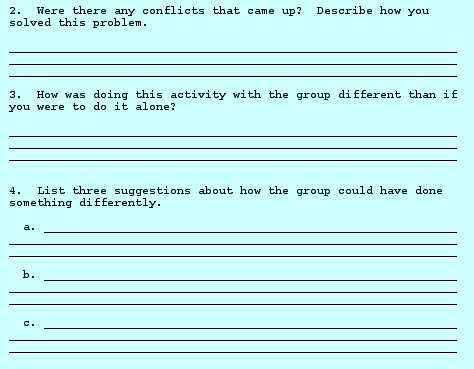 2.  Were there any conflicts that came up?  Describe how you
solved this problem.
3.  How was doing this activity with the group different than if
you were to do it alone?
4.  List three suggestions about how the group could have done
something differently.
a.
b.
c.